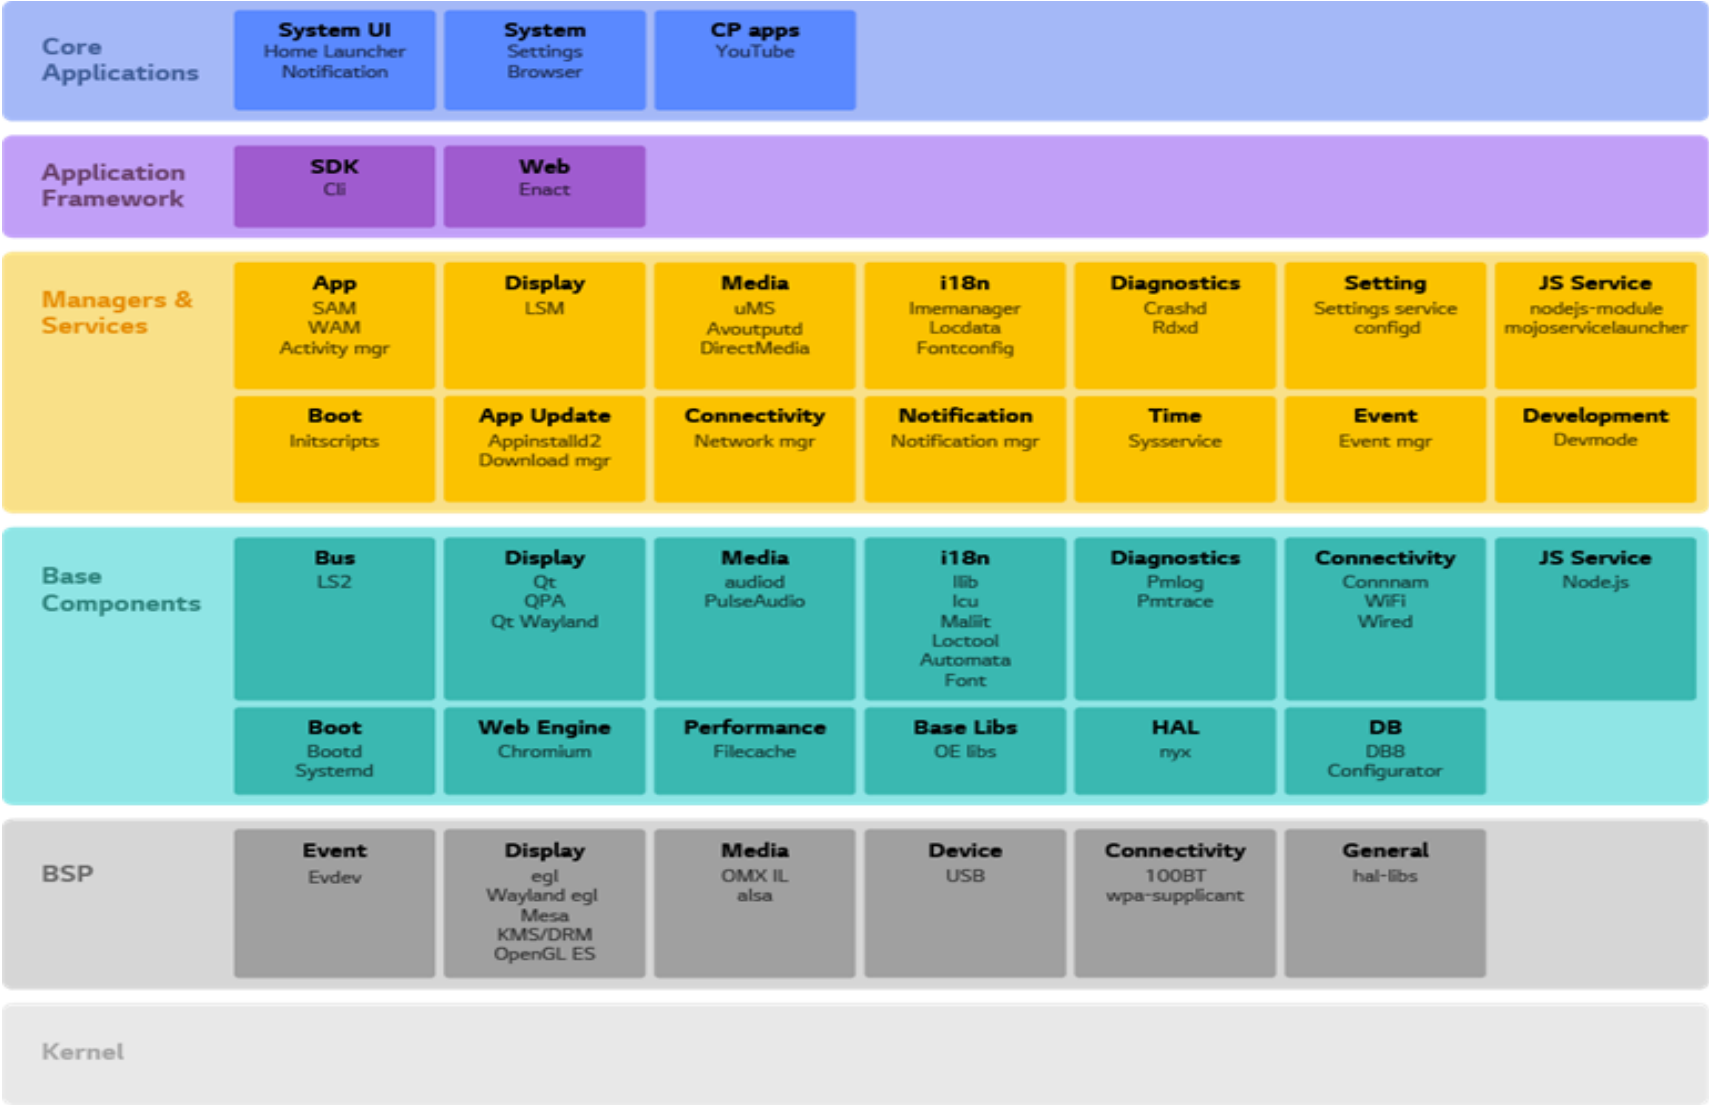 Core
Applications
System UI
Home Launcher
Notification
System
Settings
Browser
CP apps
YouTube
Application
Framework
SDK
Cli
Web
Enact
Managers &
Services
App
SAM
WAM
Activity mgr
Display
LSM
Media
uMS
Avoutputd
DirectMedia
i18n
Imemanager
Locdata
Fontconfig
Diagnostics
Crashd
Rdxd
Setting
Settings service
configd
JS Service
nodejs-module
mojoservicelauncher
Boot
Initscripts
App Update
Appinstalld2
Download mgr
Connectivity
Network mgr
Notification
Notification mgr
Time
Sysservice
Event
Event mgr
Development
Devmode
Base
Components
Bus
LS2
Display
Qt
QPA
Qt Wayland
Media
audiod
PulseAudio
i18n
Ilib
Icu
Maliit
Loctool
Automata
Font
Diagnostics
Pmlog
Pmtrace
Connectivity
Connnam
WiFi
Wired
JS Service
Node.js
Boot
Bootd
Systemd
Web Engine
Chromium
Performance
Filecache
Base Libs
OE libs
HAL
nyx
DB
DB8
Configurator
BSP
Event
Evdev
Display
egl
Wayland egl
Mesa
KMS/DRM
OpenGL ES
Media
OMX IL
alsa
Device
USB
Connectivity
100BT
wpa-supplicant
General
hal-libs
Kernel